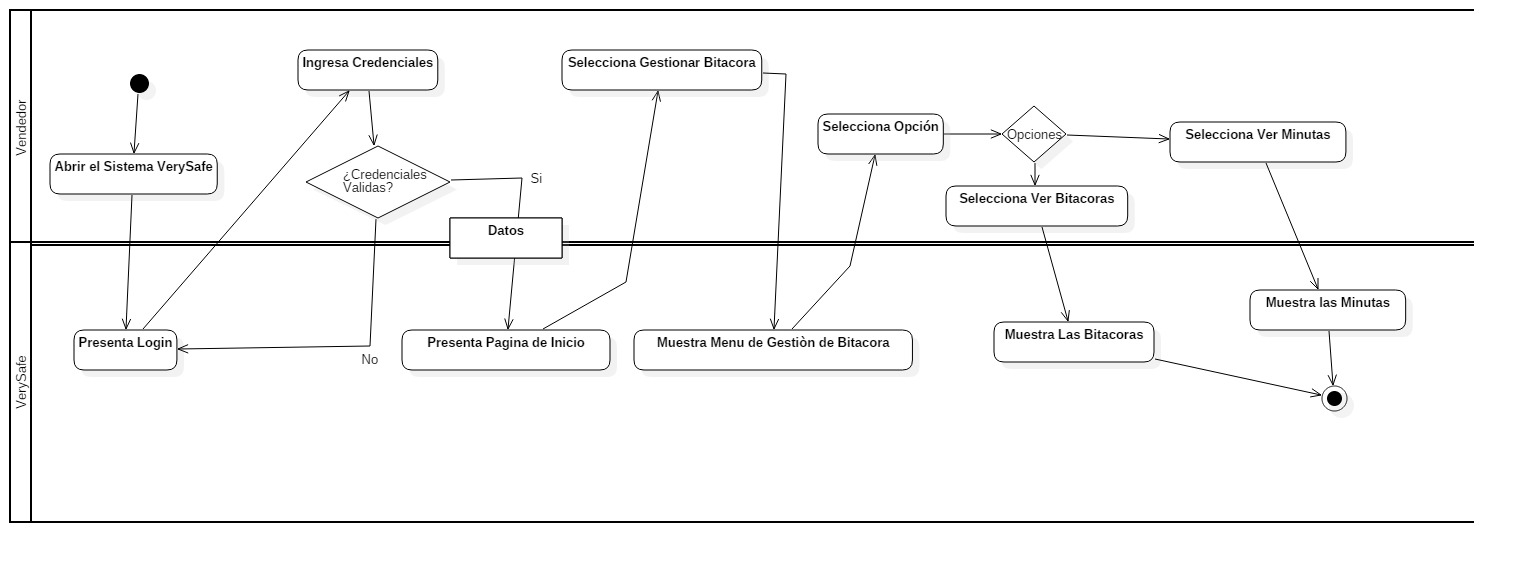 Vendedor
Ingresa Credenciales
Selecciona Gestionar Bitacora
Selecciona Opción
Opciones
Selecciona Ver Minutas
Abrir el Sistema VerySafe
¿Credenciales
Validas?
Si
Selecciona Ver Bitacoras
Datos
VerySafe
Muestra las Minutas
Presenta Login
No
Presenta Pagina de Inicio
Muestra Menu de Gestiòn de Bitacora
Muestra Las Bitacoras